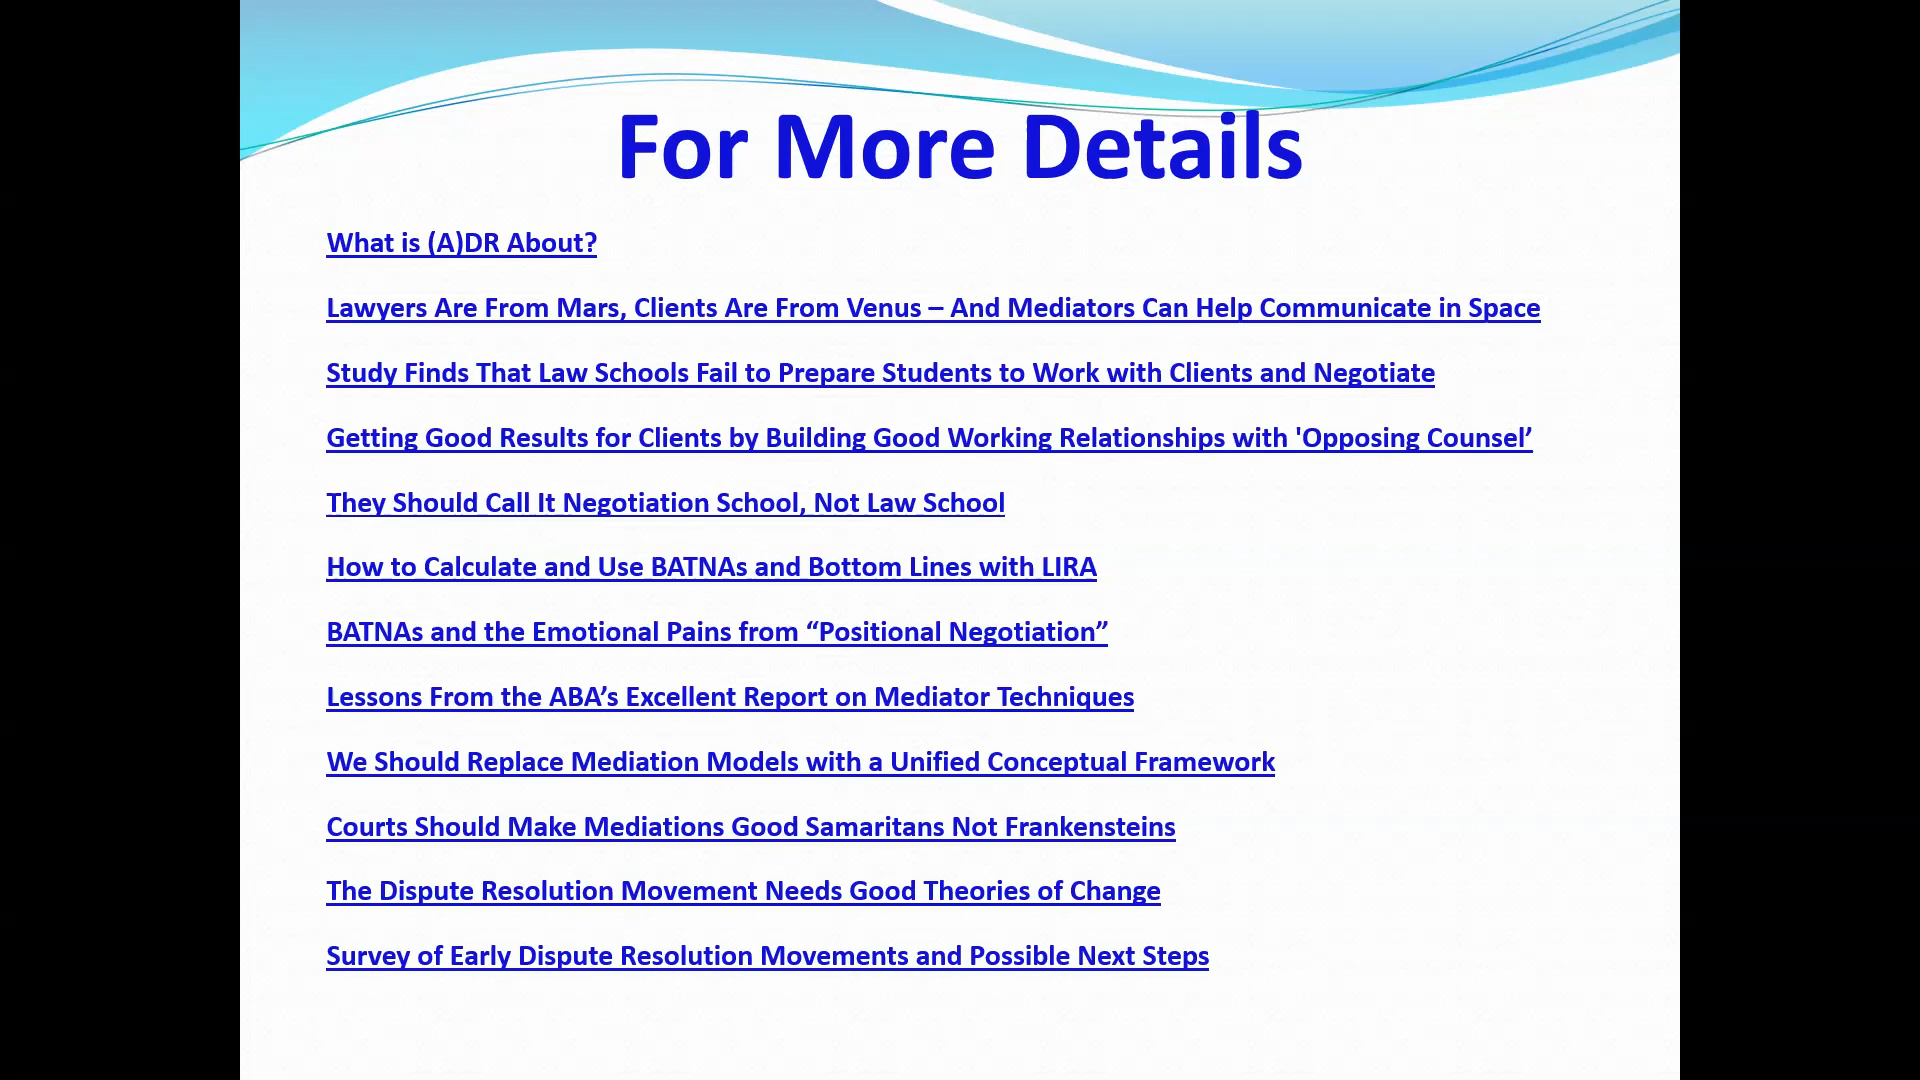 For More Details
What is (A)DR About?
Lawyers Are From Mars, Clients Are From Venus – And Mediators Can Help Communicate in Space
Study Finds That Law Schools Fail to Prepare Students to Work with Clients and Negotiate
Getting Good Results for Clients by Building Good Working Relationships with 'Opposing Counsel’
They Should Call It Negotiation School, Not Law School
How to Calculate and Use BATNAs and Bottom Lines with LIRA
BATNAs and the Emotional Pains from “Positional Negotiation”
Lessons From the ABA’s Excellent Report on Mediator Techniques
We Should Replace Mediation Models with a Unified Conceptual Framework
Courts Should Make Mediations Good Samaritans Not Frankensteins
The Dispute Resolution Movement Needs Good Theories of Change
Survey of Early Dispute Resolution Movements and Possible Next Steps